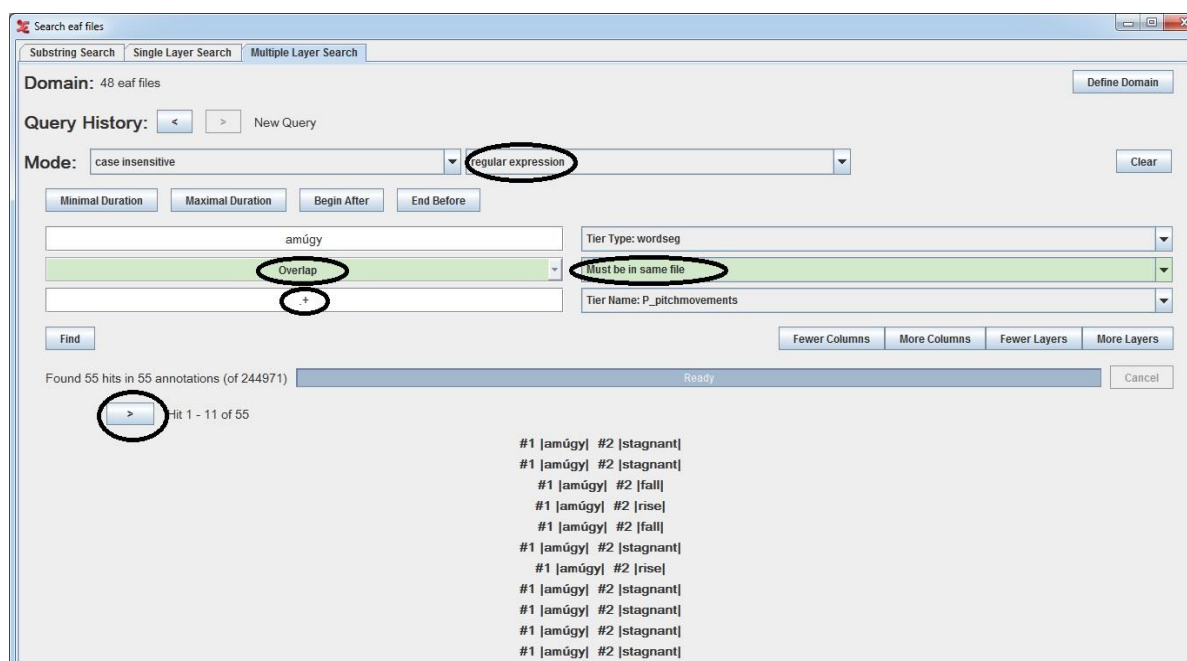 Search eaf files
Substring Search Single Layer Search Multiple Layer Search
Domain: 48 eaf files Define Domain
Query History: < > New Query
Mode: case insensitive regular expression Clear
Minimal Duration Maximal Duration Begin After End Before
amúgy Tier Type: wordseg
Overlap Must be in same file
.+ Tier Name: P_pitchmovements
Find Fewer Columns More Columns Fewer Layers More Layers
Found 55 hits in 55 annotations (of 244971) Ready Cancel
> Hit 1 - 11 of 55
#1 |amúgy| #2 |stagnant|
#1 |amúgy| #2 |stagnant|
#1 |amúgy| #2 |fall|
#1 |amúgy| #2 |rise|
#1 |amúgy| #2 |fall|
#1 |amúgy| #2 |stagnant|
#1 |amúgy| #2 |rise|
#1 |amúgy| #2 |stagnant|
#1 |amúgy| #2 |stagnant|
#1 |amúgy| #2 |stagnant|
#1 |amúgy| #2 |stagnant|